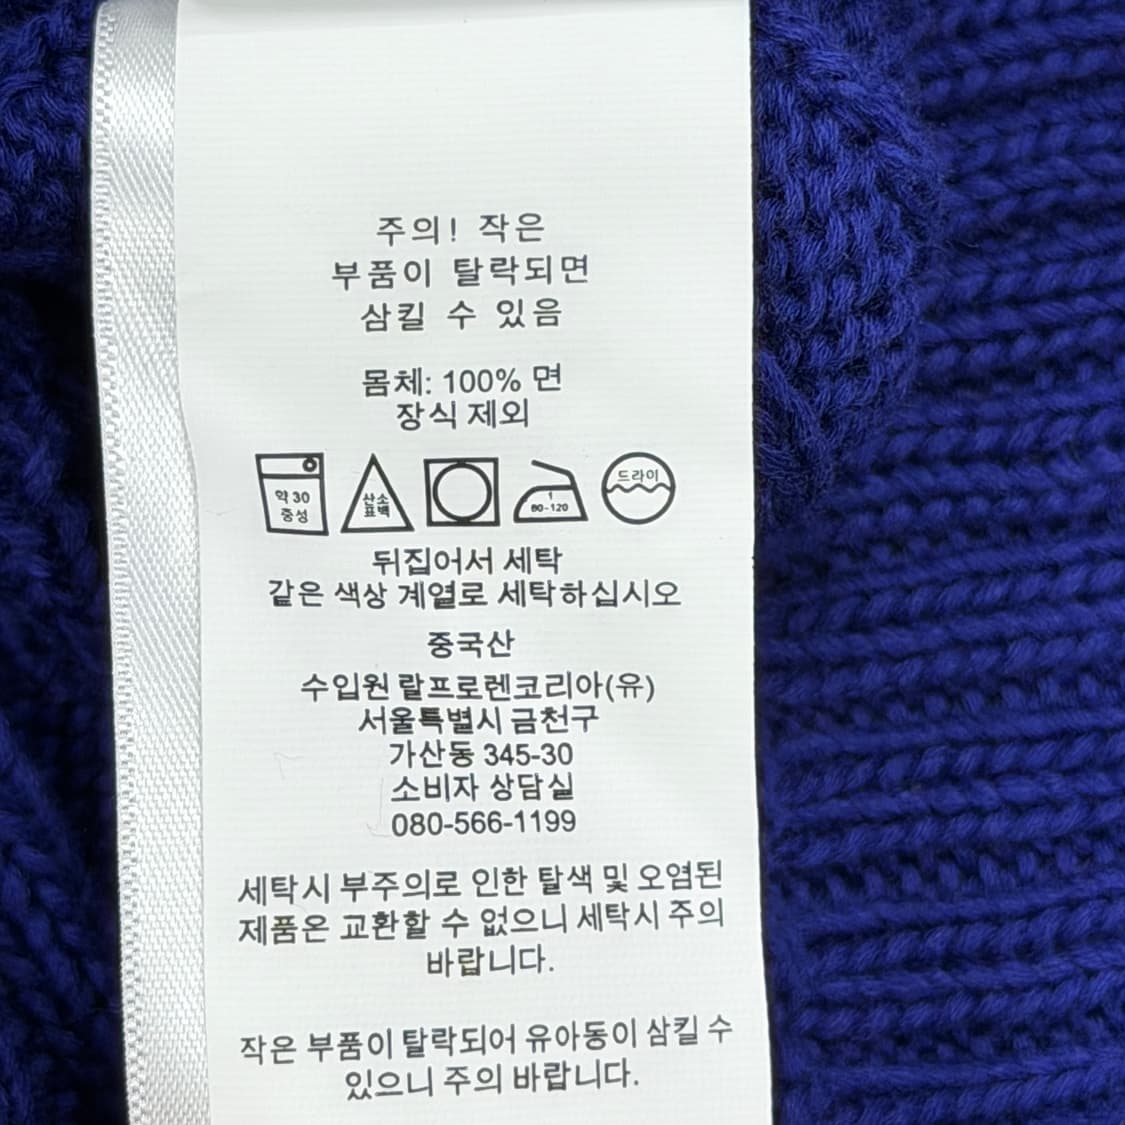 주의! 작은
부품이 탈락되면
삼킬 수 있음
몸체: 100% 면
장식 제외
약 30
중성
산소
표백
1
80-120
드라이
뒤집어서 세탁
같은 색상 계열로 세탁하십시오
중국산
수입원 랄프로렌코리아(유)
서울특별시 금천구
가산동 345-30
소비자 상담실
080-566-1199
세탁시 부주의로 인한 탈색 및 오염된
제품은 교환할 수 없으니 세탁시 주의
바랍니다.
작은 부품이 탈락되어 유아동이 삼킬 수
있으니 주의 바랍니다.